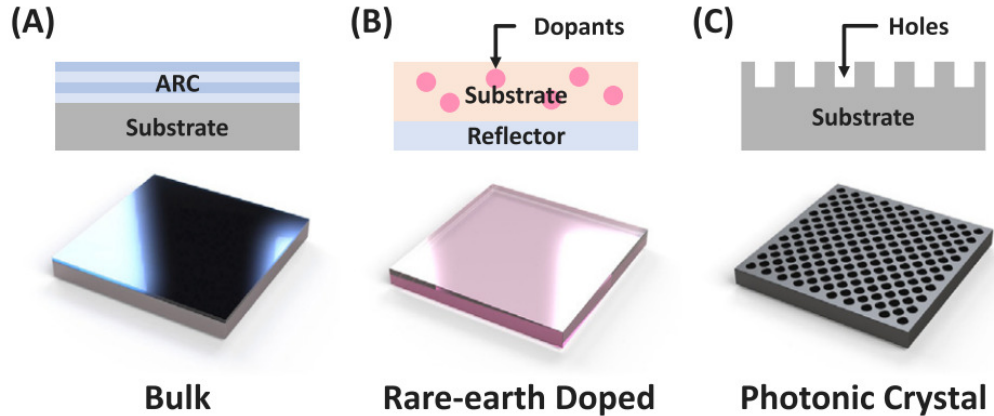 (A)
ARC
Substrate
Bulk
(B)
Dopants
Substrate
Reflector
Rare-earth Doped
(C)
Holes
Substrate
Photonic Crystal